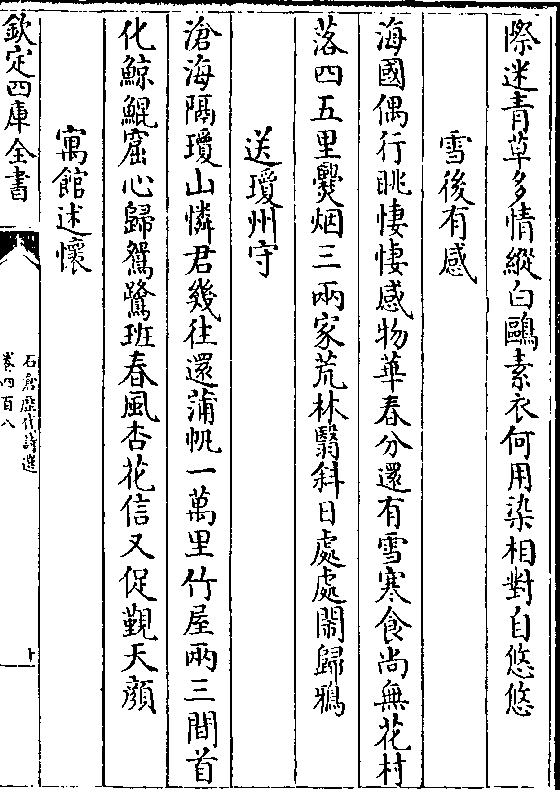 際迷青草多情縱白鷗素衣何用染相對自悠悠
雪後有感
海國偶行眺悽悽感物華春分還有雪寒食尚無花村
落四五里爨烟三兩家荒林翳斜日處處鬧歸鴉
送瓊州守
滄海隔瓊山憐君幾往還蒲帆一萬里竹屋兩三間首
化鯨鯤窟心歸鴛鷺班春風杏花信又促覲天顔
寓館述懷
欽定四庫全書
石倉歴代詩選
卷四百八